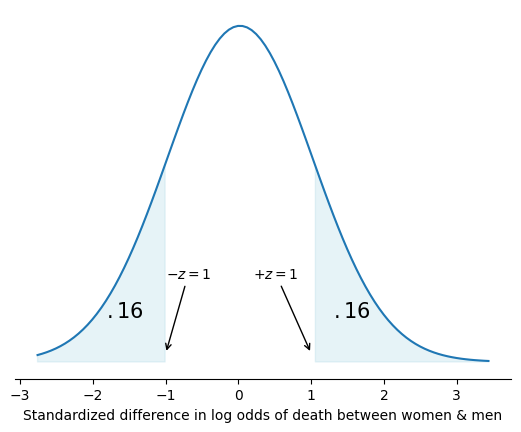 −z = 1
+z = 1
.16
.16
−3 −2 −1 0 1 2 3
Standardized difference in log odds of death between women & men